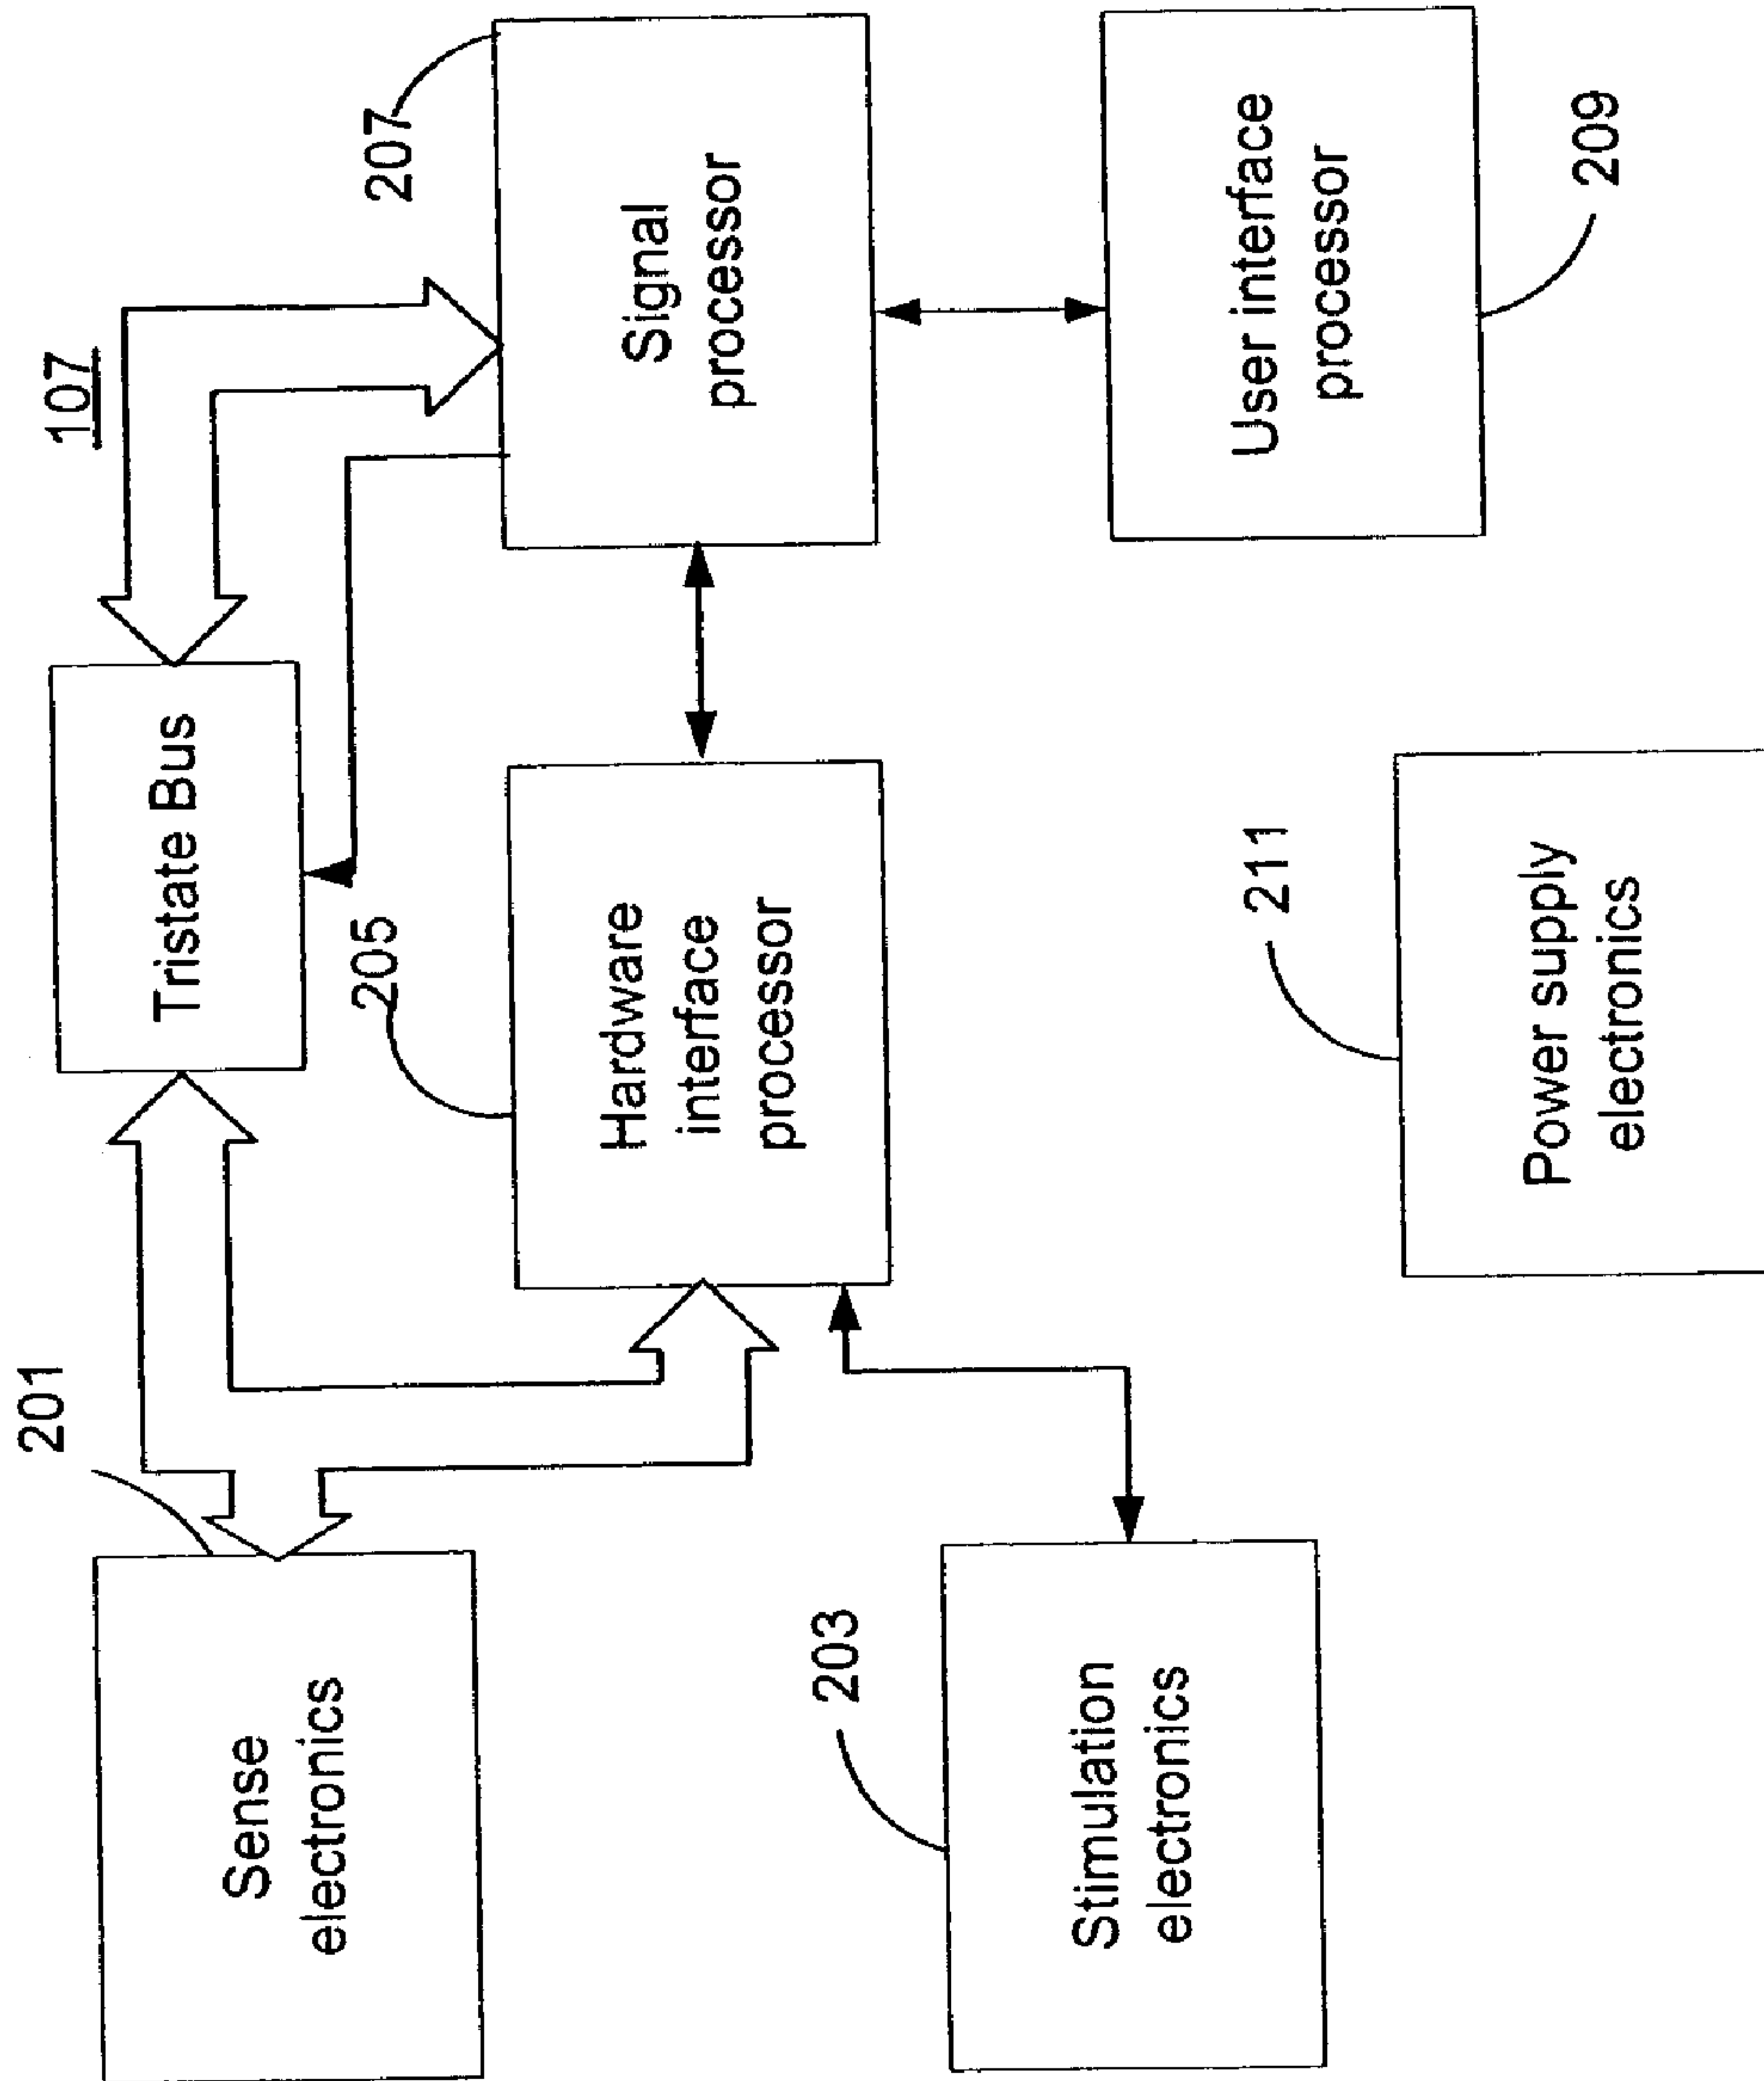 107
201
Sense
electronics
Tristate Bus
207
Signal
processor
205
Hardware
interface
processor
203
Stimulation
electronics
User interface
processor
209
211
Power supply
electronics